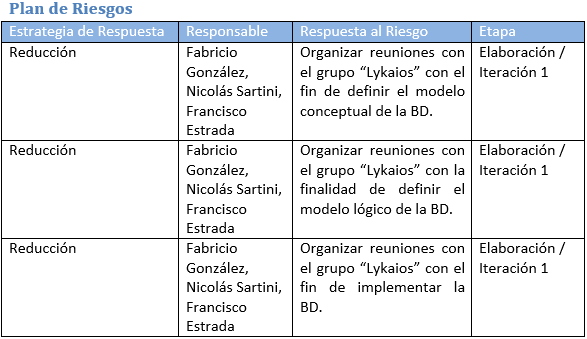 Plan de Riesgos
Estrategia de Respuesta Responsable Respuesta al Riesgo Etapa
Reducción Fabricio Organizar reuniones con Elaboración /
González, el grupo “Lykaios” con el Iteración 1
Nicolás Sartini, fin de definir el modelo
Francisco conceptual de la BD.
Estrada
Reducción Fabricio Organizar reuniones con Elaboración /
González, el grupo “Lykaios” con la Iteración 1
Nicolás Sartini, finalidad de definir el
Francisco modelo lógico de la BD.
Estrada
Reducción Fabricio Organizar reuniones con Elaboración /
González, el grupo “Lykaios” con el Iteración 1
Nicolás Sartini, fin de implementar la
Francisco BD.
Estrada